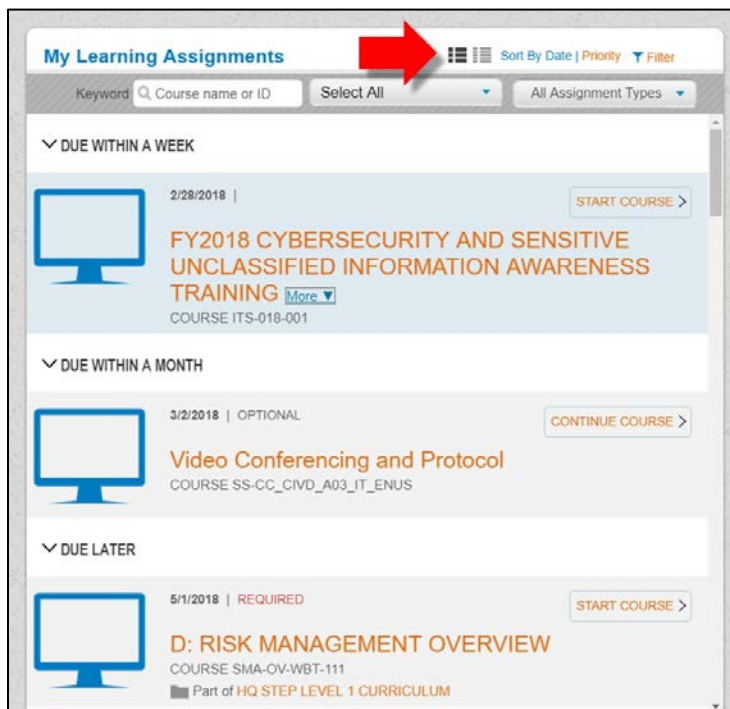 My Learning Assignments
Sort By Date | Priority Filter
Keyword Course name or ID Select All All Assignment Types
DUE WITHIN A WEEK
2/28/2018 | START COURSE >
FY2018 CYBERSECURITY AND SENSITIVE
UNCLASSIFIED INFORMATION AWARENESS
TRAINING More ▼
COURSE ITS-018-001
DUE WITHIN A MONTH
3/2/2018 | OPTIONAL CONTINUE COURSE >
Video Conferencing and Protocol
COURSE SS-CC_CIVD_A03_IT_ENUS
DUE LATER
5/1/2018 | REQUIRED START COURSE >
D: RISK MANAGEMENT OVERVIEW
COURSE SMA-OV-WBT-111
Part of HQ STEP LEVEL 1 CURRICULUM